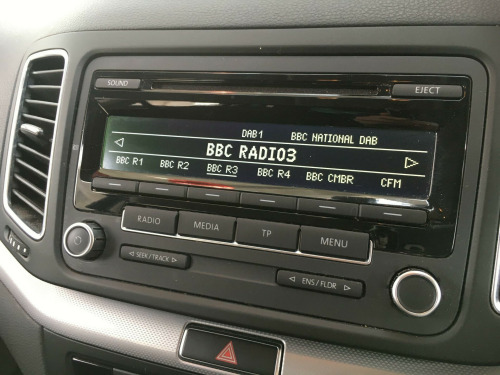 SOUND
EJECT
DAB1 BBC NATIONAL DAB
BBC RADIO3
BBC R1 BBC R2 BBC R3 BBC R4 BBC CMBR CFM
RADIO MEDIA TP MENU
SEEK / TRACK
ENS / FLDR